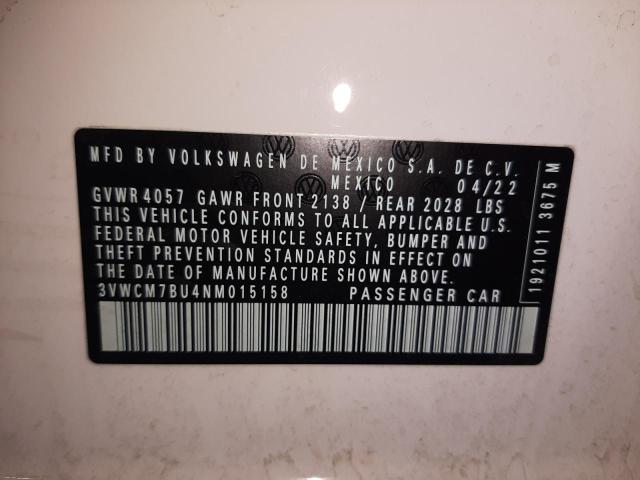 MFD BY VOLKSWAGEN DE MEXICO S.A. DE C.V.
MEXICO 04/22
GVWR 4057 GAWR FRONT 2138 / REAR 2028 LBS
THIS VEHICLE CONFORMS TO ALL APPLICABLE U.S.
FEDERAL MOTOR VEHICLE SAFETY, BUMPER AND
THEFT PREVENTION STANDARDS IN EFFECT ON
THE DATE OF MANUFACTURE SHOWN ABOVE.
3VWCM7BU4NM015158 PASSENGER CAR
1921011 3675 M